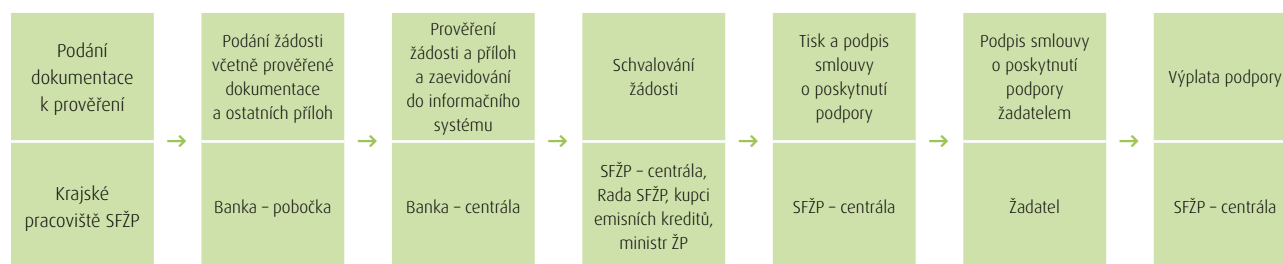 Podání
dokumentace
k prověření
Krajské
pracoviště SFŽP
→
Podání žádosti
včetně prověřené
dokumentace
a ostatních příloh
Banka – pobočka
→
Prověření
žádosti a příloh
a zaevidování
do informačního
systému
Banka – centrála
→
Schvalování
žádosti
SFŽP – centrála,
Rada SFŽP, kupci
emisních kreditů,
ministr ŽP
→
Tisk a podpis
smlouvy
o poskytnutí
podpory
SFŽP – centrála
→
Podpis smlouvy
o poskytnutí
podpory
žadatelem
Žadatel
→
Výplata podpory
SFŽP – centrála